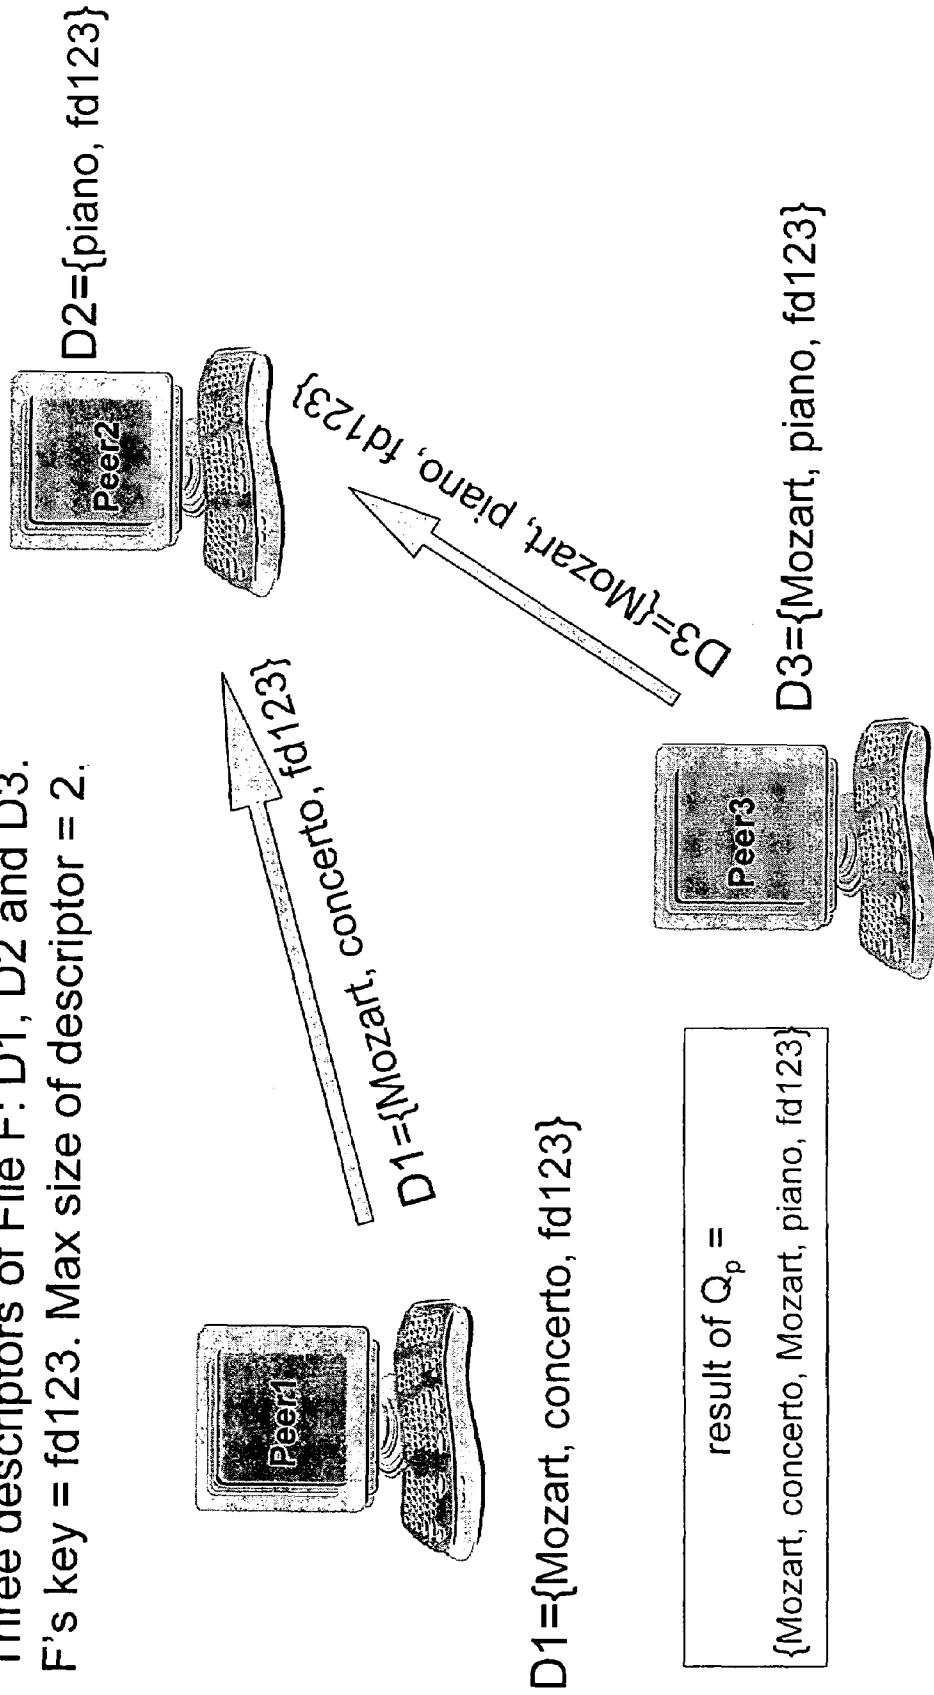 Three descriptors of File F: D1, D2 and D3.
F's key = fd123. Max size of descriptor = 2.
Peer1
D1={Mozart, concerto, fd123}
D1={Mozart, concerto, fd123}
Peer2
D2={piano, fd123}
D3={Mozart, piano, fd123}
Peer3
D3={Mozart, piano, fd123}
result of Qp =
{Mozart, concerto, Mozart, piano, fd123}